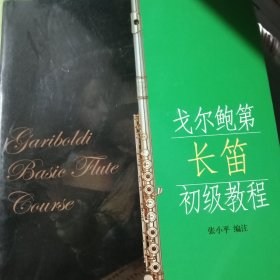 Gariboldi
Basic Flute
Course
戈尔鲍第
长笛
初级教程
张小平 编注